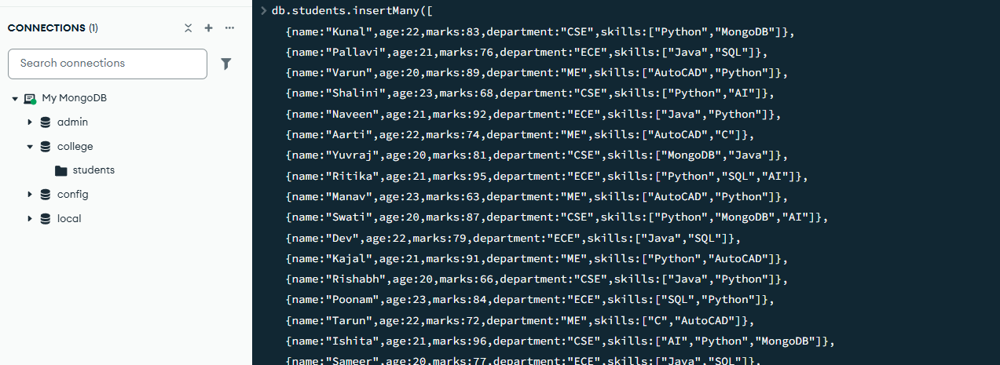 CONNECTIONS (1)
Search connections
My MongoDB
admin
college
students
config
local
db.students.insertMany([
{name:"Kunal",age:22,marks:83,department:"CSE",skills:["Python","MongoDB"]},
{name:"Pallavi",age:21,marks:76,department:"ECE",skills:["Java","SQL"]},
{name:"Varun",age:20,marks:89,department:"ME",skills:["AutoCAD","Python"]},
{name:"Shalini",age:23,marks:68,department:"CSE",skills:["Python","AI"]},
{name:"Naveen",age:21,marks:92,department:"ECE",skills:["Java","Python"]},
{name:"Aarti",age:22,marks:74,department:"ME",skills:["AutoCAD","C"]},
{name:"Yuvraj",age:20,marks:81,department:"CSE",skills:["MongoDB","Java"]},
{name:"Ritika",age:21,marks:95,department:"ECE",skills:["Python","SQL","AI"]},
{name:"Manav",age:23,marks:63,department:"ME",skills:["AutoCAD","Python"]},
{name:"Swati",age:20,marks:87,department:"CSE",skills:["Python","MongoDB","AI"]},
{name:"Dev",age:22,marks:79,department:"ECE",skills:["Java","SQL"]},
{name:"Kajal",age:21,marks:91,department:"ME",skills:["Python","AutoCAD"]},
{name:"Rishabh",age:20,marks:66,department:"CSE",skills:["Java","Python"]},
{name:"Poonam",age:23,marks:84,department:"ECE",skills:["SQL","Python"]},
{name:"Tarun",age:22,marks:72,department:"ME",skills:["C","AutoCAD"]},
{name:"Ishita",age:21,marks:96,department:"CSE",skills:["AI","Python","MongoDB"]},
{name:"Sameer",age:20,marks:77,department:"ECE",skills:["Java","SQL"]},